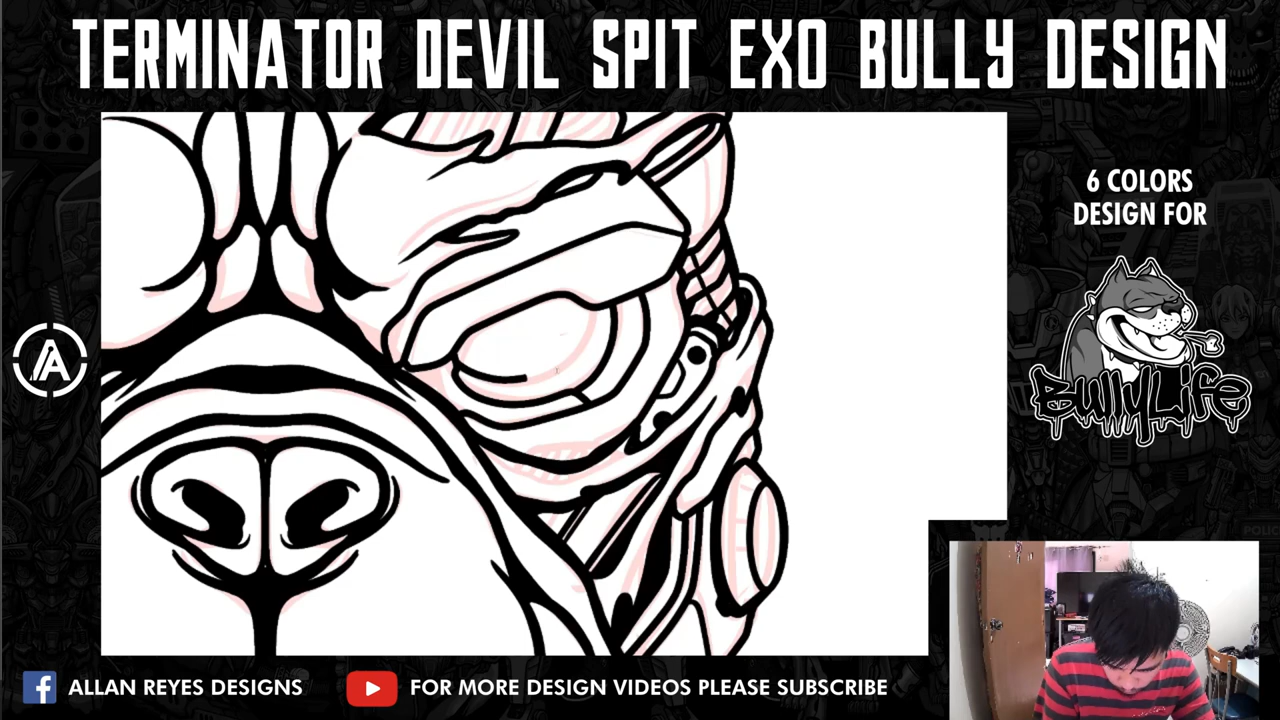 TERMINATOR DEVIL SPIT EXO BULLY DESIGN
6 COLORS
DESIGN FOR
BullyLife
ALLAN REYES DESIGNS
FOR MORE DESIGN VIDEOS PLEASE SUBSCRIBE